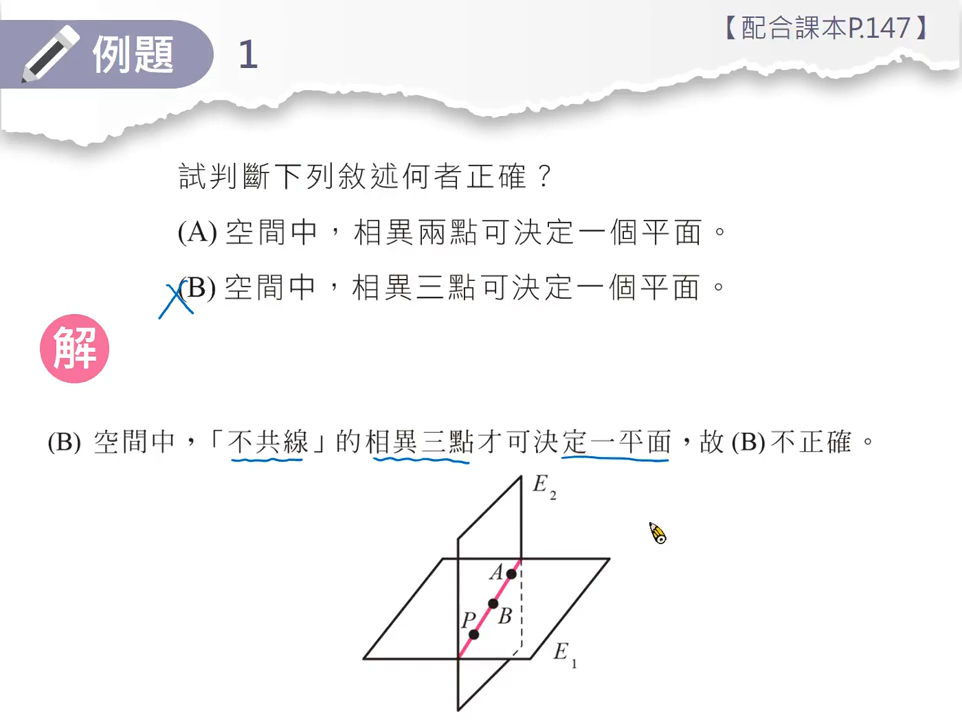 例題 1
【配合課本P.147】
試判斷下列敘述何者正確？
(A) 空間中，相異兩點可決定一個平面。
(B) 空間中，相異三點可決定一個平面。
解
(B) 空間中，「不共線」的相異三點才可決定一平面，故 (B) 不正確。
E₂
A
B
P
E₁